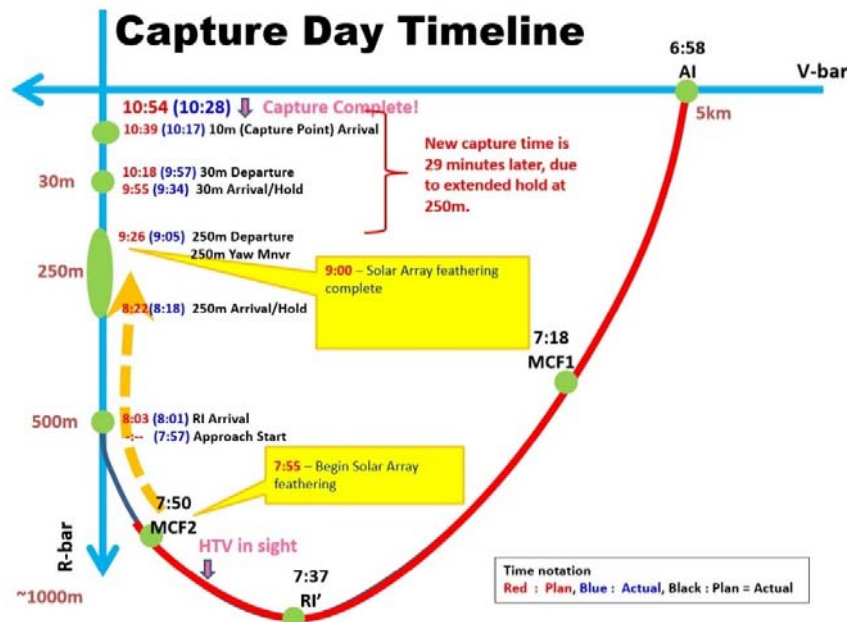 Capture Day Timeline
6:58
AI
V-bar
5km
10:54 (10:28) Capture Complete!
10:39 (10:17) 10m (Capture Point) Arrival
10:18 (9:57) 30m Departure
30m
9:55 (9:34) 30m Arrival/Hold
New capture time is
29 minutes later, due
to extended hold at
250m.
9:26 (9:05) 250m Departure
250m Yaw Mnvr
250m
9:00 – Solar Array feathering
complete
8:22(8:18) 250m Arrival/Hold
7:18
MCF1
500m
8:03 (8:01) RI Arrival
-:-- (7:57) Approach Start
7:55 – Begin Solar Array
feathering
7:50
MCF2
HTV in sight
R-bar
~1000m
7:37
RI’
Time notation
Red : Plan, Blue : Actual, Black : Plan = Actual